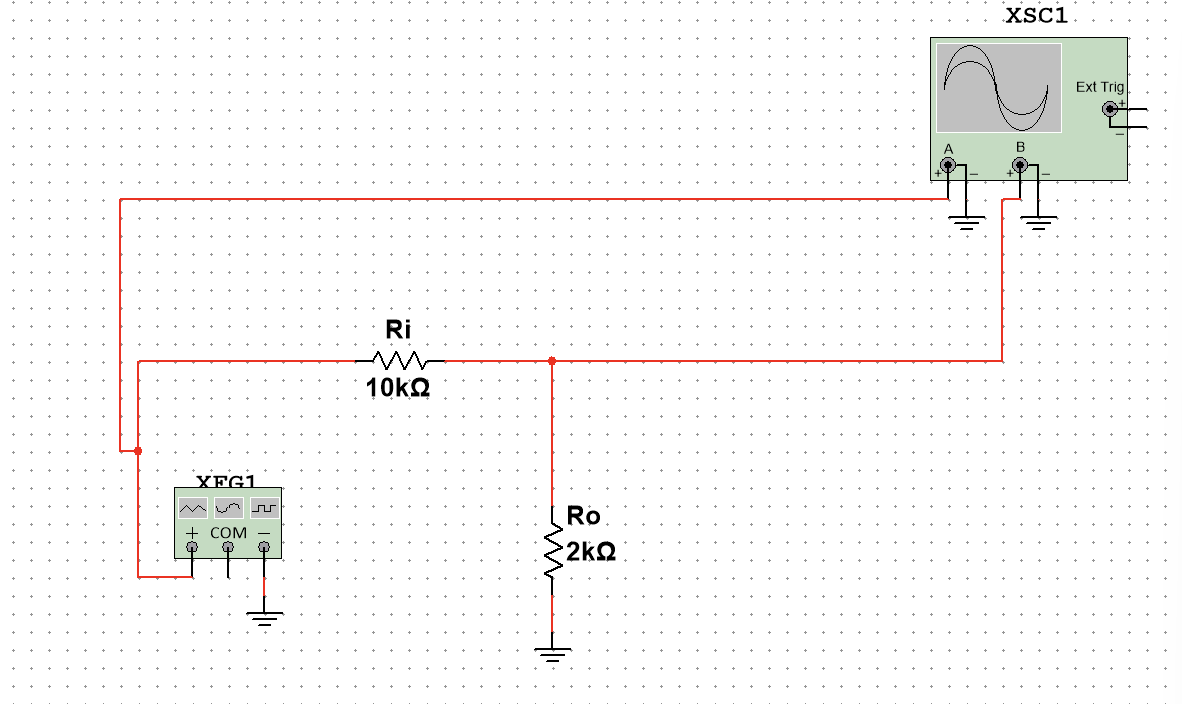 XSC1
Ext Trig
+
−
A
B
+ −
+ −
Ri
10kΩ
XFG1
+ COM −
Ro
2kΩ